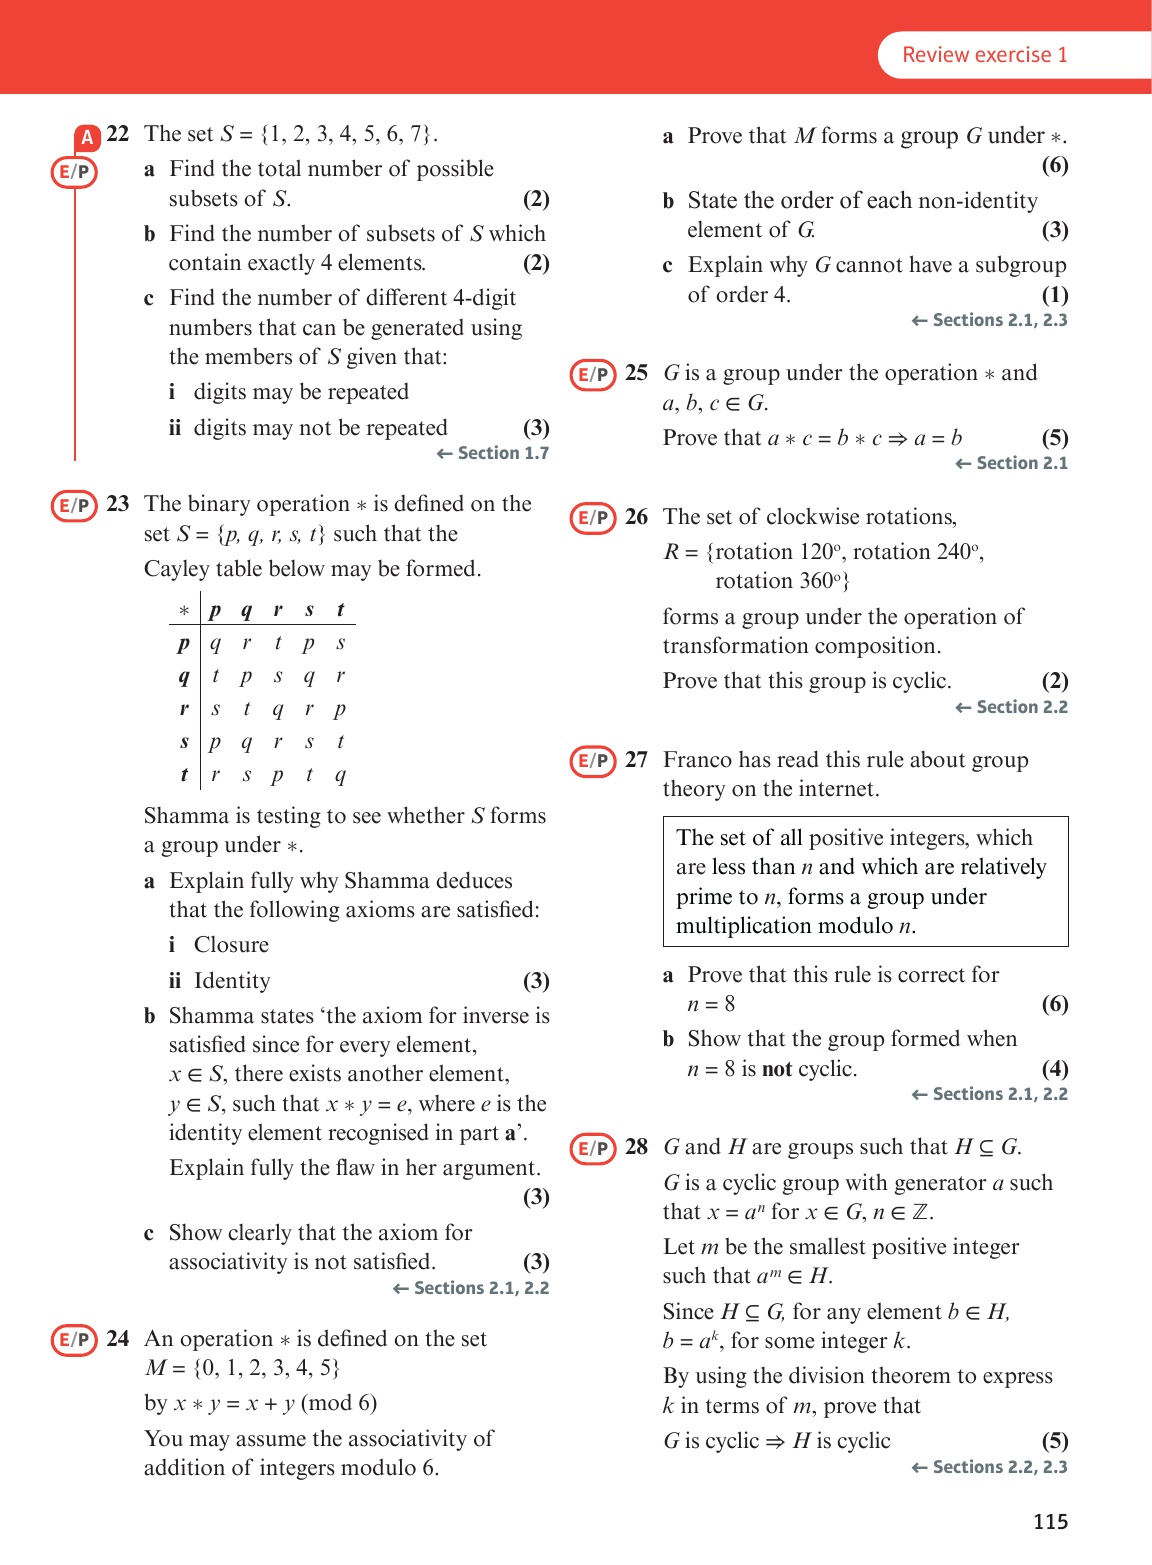 Review exercise 1
A 22 The set S = {1, 2, 3, 4, 5, 6, 7}.
E/P
a Find the total number of possible
subsets of S. (2)
b Find the number of subsets of S which
contain exactly 4 elements. (2)
c Find the number of different 4-digit
numbers that can be generated using
the members of S given that:
i digits may be repeated
ii digits may not be repeated (3)
← Section 1.7
E/P 23 The binary operation * is defined on the
set S = {p, q, r, s, t} such that the
Cayley table below may be formed.
* p q r s t
p q r t p s
q t p s q r
r s t q r p
s p q r s t
t r s p t q
Shamma is testing to see whether S forms
a group under *.
a Explain fully why Shamma deduces
that the following axioms are satisfied:
i Closure
ii Identity (3)
b Shamma states ‘the axiom for inverse is
satisfied since for every element,
x ∈ S, there exists another element,
y ∈ S, such that x * y = e, where e is the
identity element recognised in part a’.
Explain fully the flaw in her argument.
(3)
c Show clearly that the axiom for
associativity is not satisfied. (3)
← Sections 2.1, 2.2
E/P 24 An operation * is defined on the set
M = {0, 1, 2, 3, 4, 5}
by x * y = x + y (mod 6)
You may assume the associativity of
addition of integers modulo 6.
a Prove that M forms a group G under *.
(6)
b State the order of each non-identity
element of G. (3)
c Explain why G cannot have a subgroup
of order 4. (1)
← Sections 2.1, 2.3
E/P 25 G is a group under the operation * and
a, b, c ∈ G.
Prove that a * c = b * c ⇒ a = b (5)
← Section 2.1
E/P 26 The set of clockwise rotations,
R = {rotation 120°, rotation 240°,
rotation 360°}
forms a group under the operation of
transformation composition.
Prove that this group is cyclic. (2)
← Section 2.2
E/P 27 Franco has read this rule about group
theory on the internet.
The set of all positive integers, which
are less than n and which are relatively
prime to n, forms a group under
multiplication modulo n.
a Prove that this rule is correct for
n = 8 (6)
b Show that the group formed when
n = 8 is not cyclic. (4)
← Sections 2.1, 2.2
E/P 28 G and H are groups such that H ⊆ G.
G is a cyclic group with generator a such
that x = aⁿ for x ∈ G, n ∈ ℤ.
Let m be the smallest positive integer
such that aᵐ ∈ H.
Since H ⊆ G, for any element b ∈ H,
b = aᵏ, for some integer k.
By using the division theorem to express
k in terms of m, prove that
G is cyclic ⇒ H is cyclic (5)
← Sections 2.2, 2.3
115